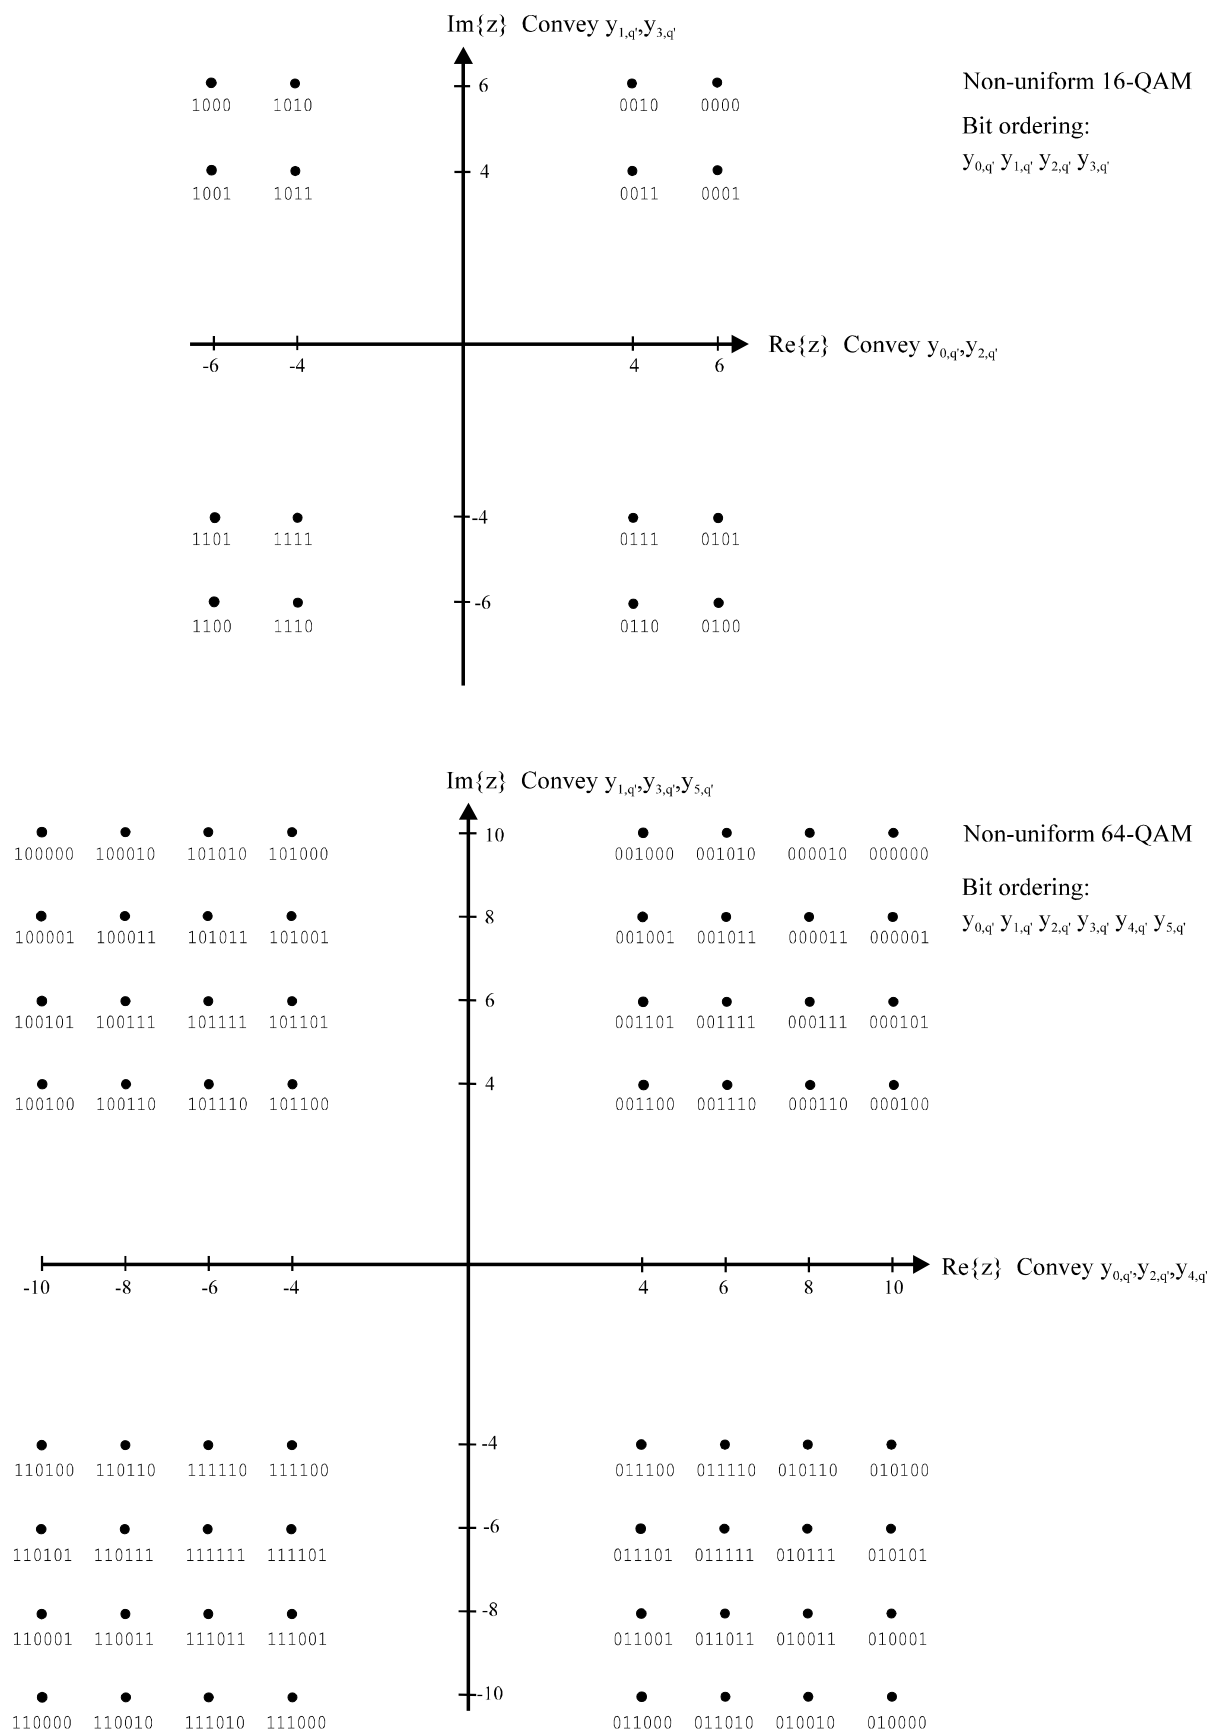 Im{z} Convey y1,q',y3,q'
6
Non-uniform 16-QAM
1000 1010 0010 0000
Bit ordering:
y0,q' y1,q' y2,q' y3,q'
4
1001 1011 0011 0001
Re{z} Convey y0,q',y2,q'
-6 -4 4 6
-4
1101 1111 0111 0101
-6
1100 1110 0110 0100
Im{z} Convey y1,q',y3,q',y5,q'
10
Non-uniform 64-QAM
100000 100010 101010 101000 001000 001010 000010 000000
Bit ordering:
8
y0,q' y1,q' y2,q' y3,q' y4,q' y5,q'
100001 100011 101011 101001 001001 001011 000011 000001
6
100101 100111 101111 101101 001101 001111 000111 000101
4
100100 100110 101110 101100 001100 001110 000110 000100
Re{z} Convey y0,q',y2,q',y4,q'
-10 -8 -6 -4 4 6 8 10
-4
110100 110110 111110 111100 011100 011110 010110 010100
-6
110101 110111 111111 111101 011101 011111 010111 010101
-8
110001 110011 111011 111001 011001 011011 010011 010001
-10
110000 110010 111010 111000 011000 011010 010010 010000